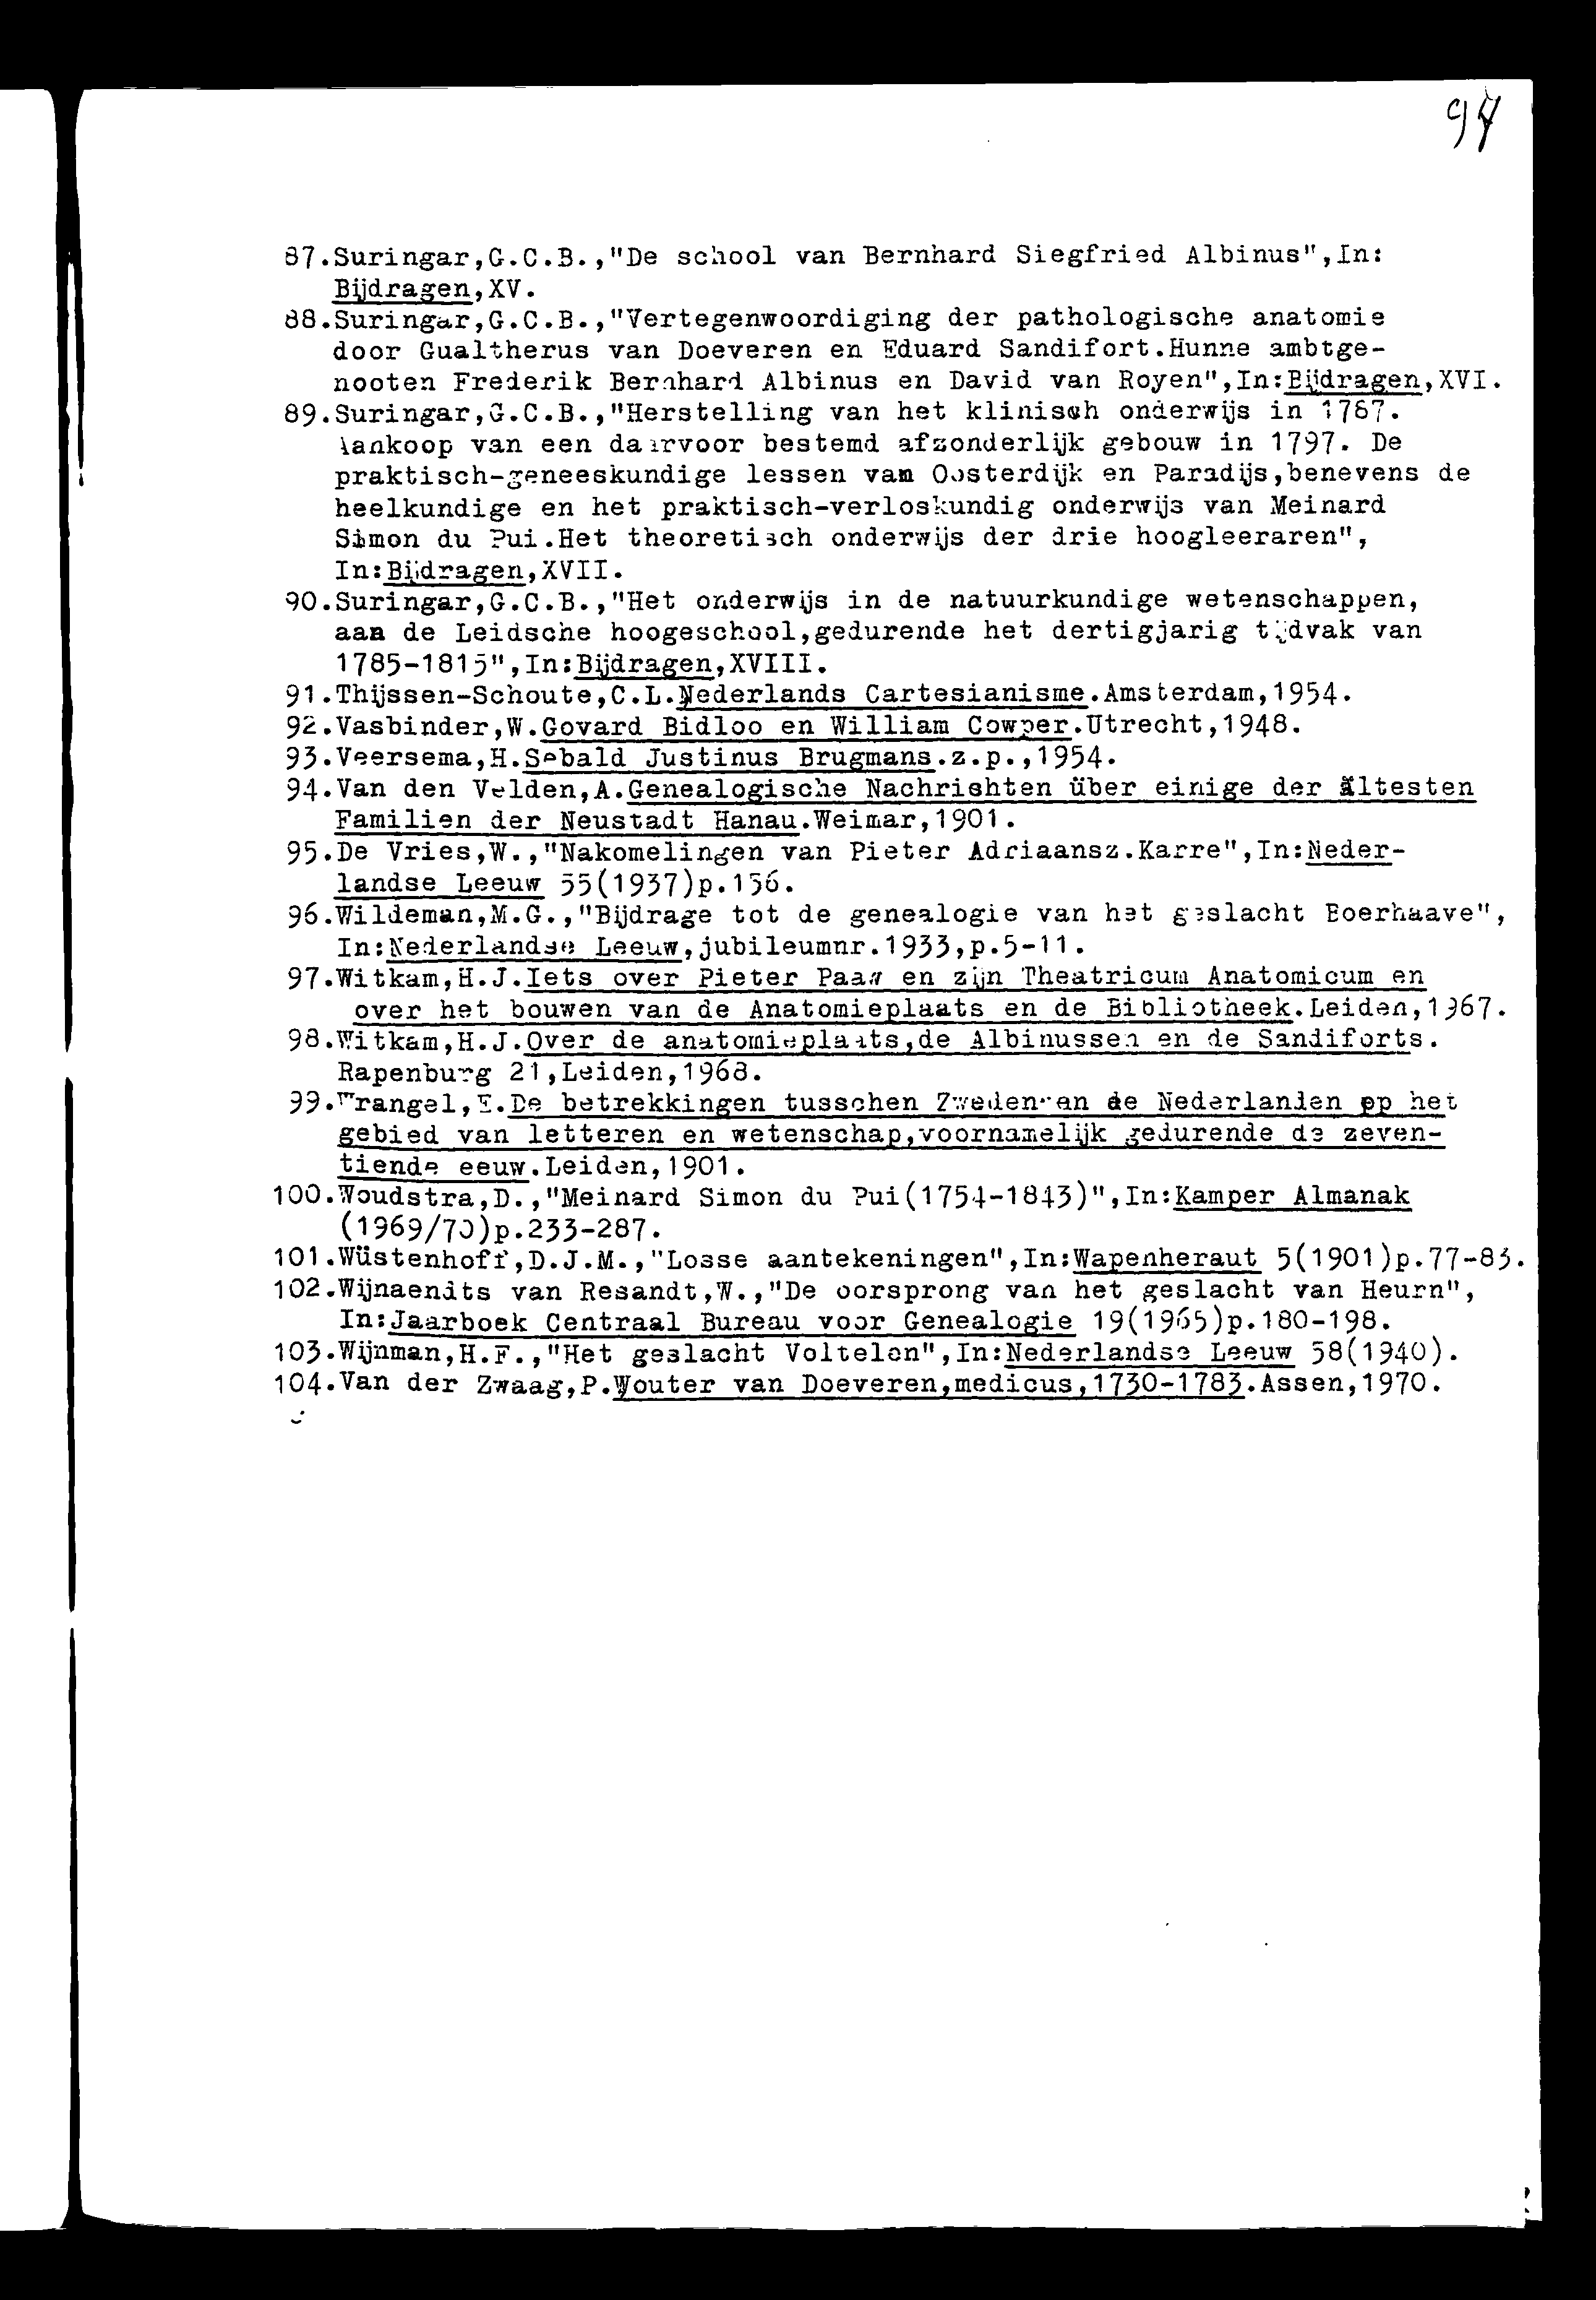 87.Suringar,G.C.B.,"De school van Bernhard Siegfried Albinus",In:
Bijdragen,XV.
88.Suringar,G.C.B.,"Vertegenwoordiging der pathologische anatomie
door Gualtherus van Doeveren en Eduard Sandifort.Hunne ambtge-
nooten Frederik Bernhard Albinus en David van Royen",In:Bijdragen,XVI.
89.Suringar,G.C.B.,"Herstelling van het klinisch onderwijs in 1787.
Aankoop van een daarvoor bestemd afzonderlijk gebouw in 1797. De
praktisch-geneeskundige lessen van Oosterdijk en Paradijs,benevens de
heelkundige en het praktisch-verloskundig onderwijs van Meinard
Simon du Pui.Het theoretisch onderwijs der drie hoogleeraren",
In:Bijdragen,XVII.
90.Suringar,G.C.B.,"Het onderwijs in de natuurkundige wetenschappen,
aan de Leidsche hoogeschool,gedurende het dertigjarig tijdvak van
1785-1815",In:Bijdragen,XVIII.
91.Thijssen-Schoute,C.L.Nederlands Cartesianisme.Amsterdam,1954.
92.Vasbinder,W.Govard Bidloo en William Cowper.Utrecht,1948.
93.Veersema,H.Sebald Justinus Brugmans.z.p.,1954.
94.Van den Velden,A.Genealogische Nachrishten über einige der ältesten
Familien der Neustadt Hanau.Weimar,1901.
95.De Vries,W.,"Nakomelingen van Pieter Adriaansz.Karre",In:Neder-
landse Leeuw 55(1937)p.156.
96.Wildeman,M.G.,"Bijdrage tot de genealogie van het geslacht Boerhaave",
In:Nederlandse Leeuw,jubileumnr.1933,p.5-11.
97.Witkam,H.J.Iets over Pieter Paaw en zijn Theatricum Anatomicum en
over het bouwen van de Anatomieplaats en de Bibliotheek.Leiden,1967.
98.Witkam,H.J.Over de anatomieplaats,de Albinussen en de Sandiforts.
Rapenburg 21,Leiden,1968.
99.Wrangel,E.De betrekkingen tusschen Zweden en de Nederlanden op het
gebied van letteren en wetenschap,voornamelijk gedurende de zeven-
tiende eeuw.Leiden,1901.
100.Woudstra,D.,"Meinard Simon du Pui(1754-1843)",In:Kamper Almanak
(1969/70)p.233-287.
101.Wüstenhoff,D.J.M.,"Losse aantekeningen",In:Wapenheraut 5(1901)p.77-83.
102.Wijnaendts van Resandt,W.,"De oorsprong van het geslacht van Heurn",
In:Jaarboek Centraal Bureau voor Genealogie 19(1965)p.180-198.
103.Wijnman,H.F.,"Het geslacht Voltelen",In:Nederlandse Leeuw 58(1940).
104.Van der Zwaag,P.Wouter van Doeveren,medicus,1730-1783.Assen,1970.